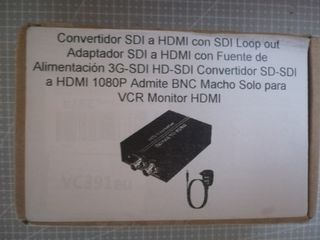 Convertidor SDI a HDMI con SDI Loop out
Adaptador SDI a HDMI con Fuente de
Alimentación 3G-SDI HD-SDI Convertidor SD-SDI
a HDMI 1080P Admite BNC Macho Solo para
VCR Monitor HDMI
VC391eu